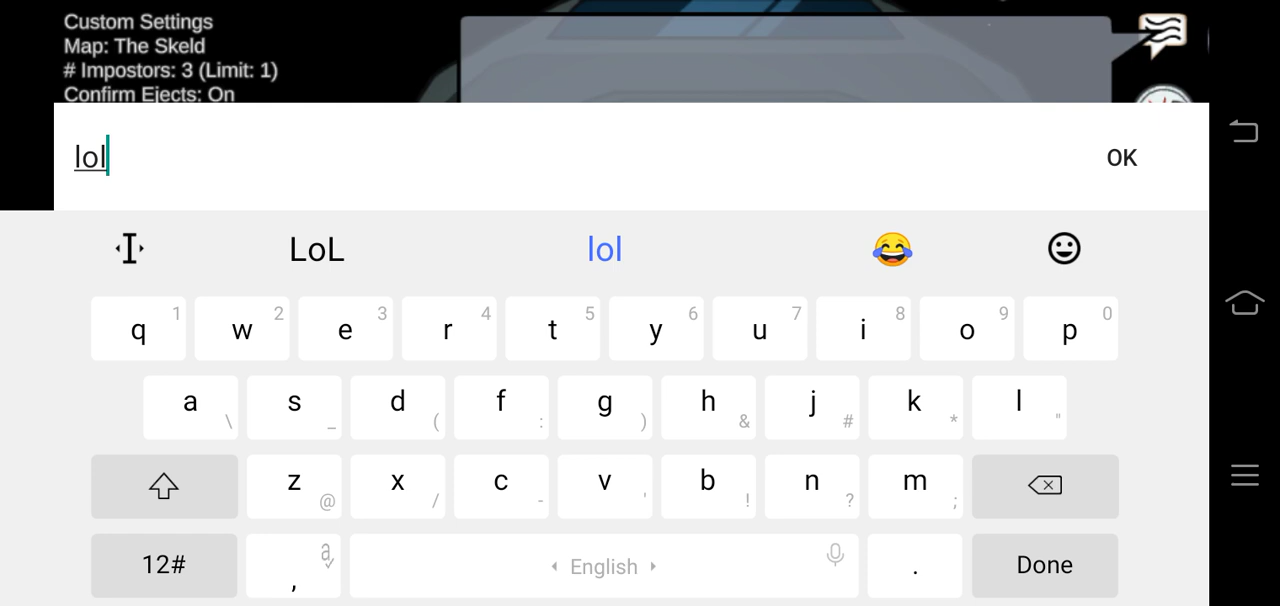 Custom Settings
Map: The Skeld
# Impostors: 3 (Limit: 1)
Confirm Ejects: On
lol
OK
LoL lol 😂
q 1 w 2 e 3 r 4 t 5 y 6 u 7 i 8 o 9 p 0
a \ s _ d ( f : g ) h & j # k * l "
z @ x / c - v ' b ! n ? m ;
12# , a English . Done